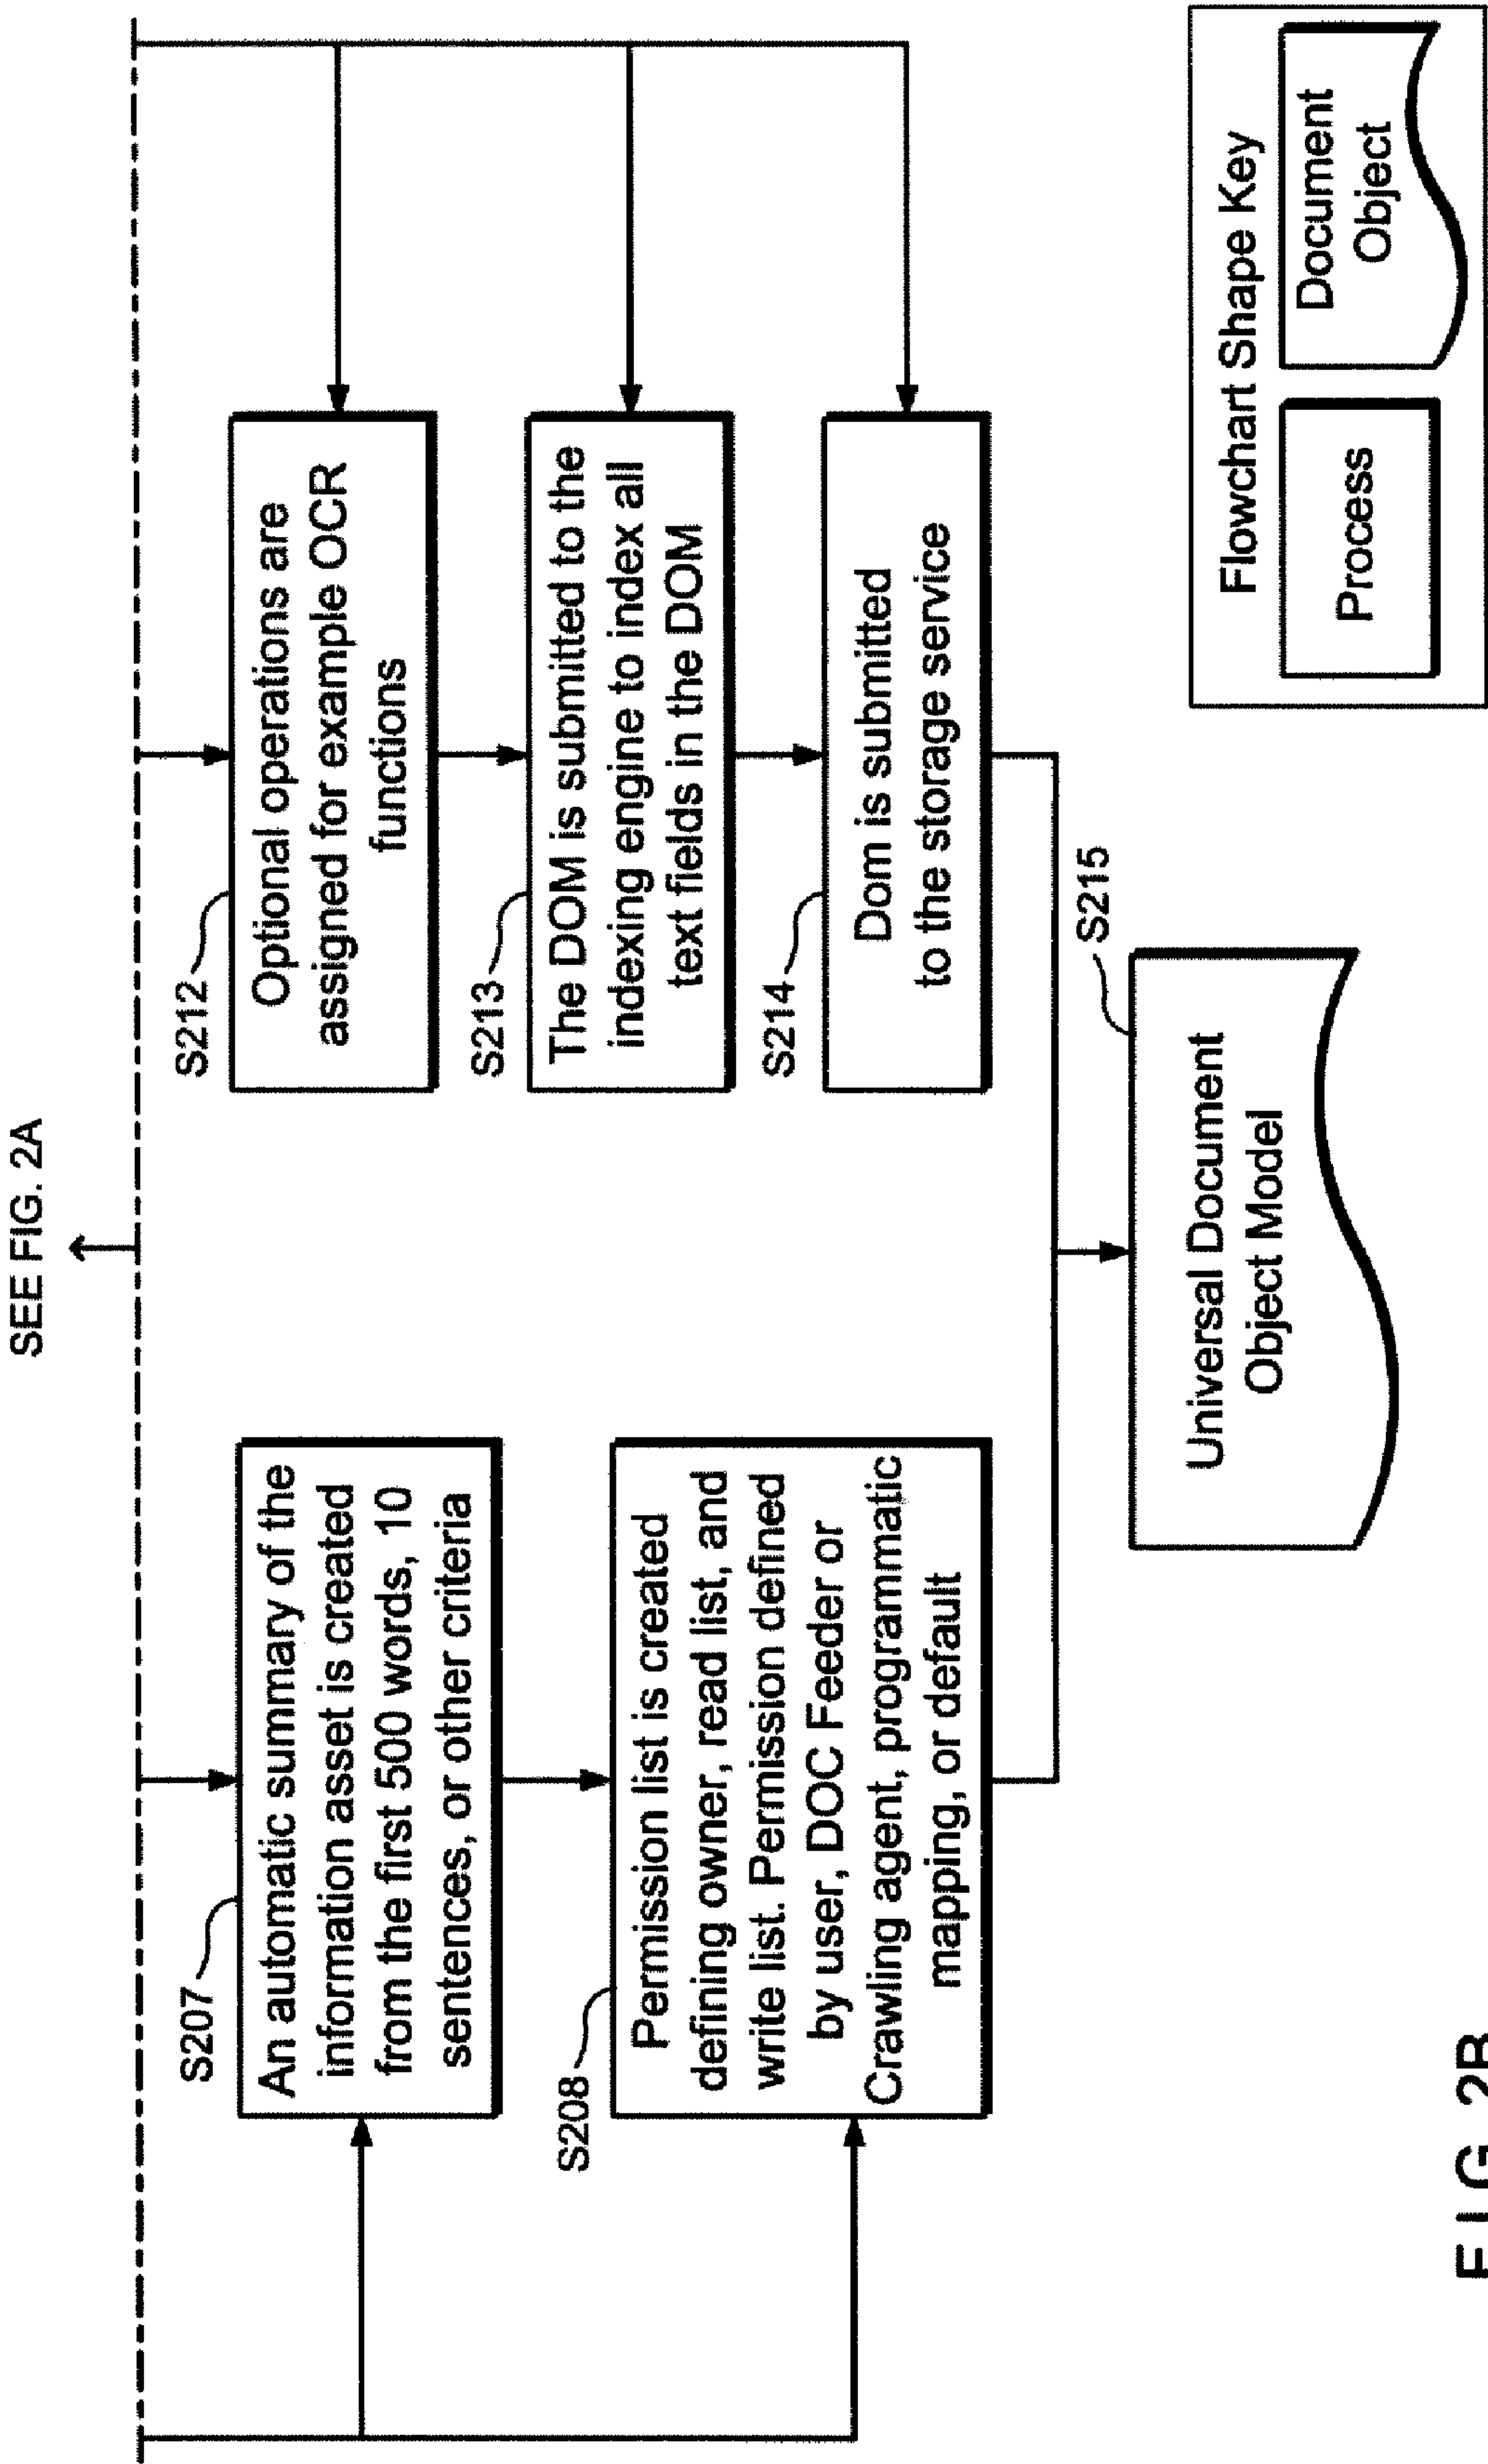 SEE FIG. 2A
S207
An automatic summary of the
information asset is created
from the first 500 words, 10
sentences, or other criteria
S208
Permission list is created
defining owner, read list, and
write list. Permission defined
by user, DOC Feeder or
Crawling agent, programmatic
mapping, or default
S212
Optional operations are
assigned for example OCR
functions
S213
The DOM is submitted to the
indexing engine to index all
text fields in the DOM
S214
Dom is submitted
to the storage service
S215
Universal Document
Object Model
Flowchart Shape Key
Process
Document
Object
FIG. 2B